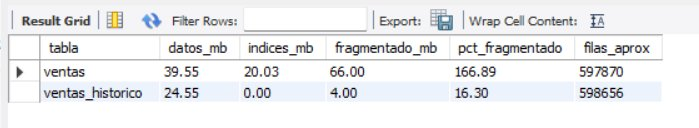 Result Grid Filter Rows: Export: Wrap Cell Content: IA
tabla datos_mb indices_mb fragmentado_mb pct_fragmentado filas_aprox
ventas 39.55 20.03 66.00 166.89 597870
ventas_historico 24.55 0.00 4.00 16.30 598656